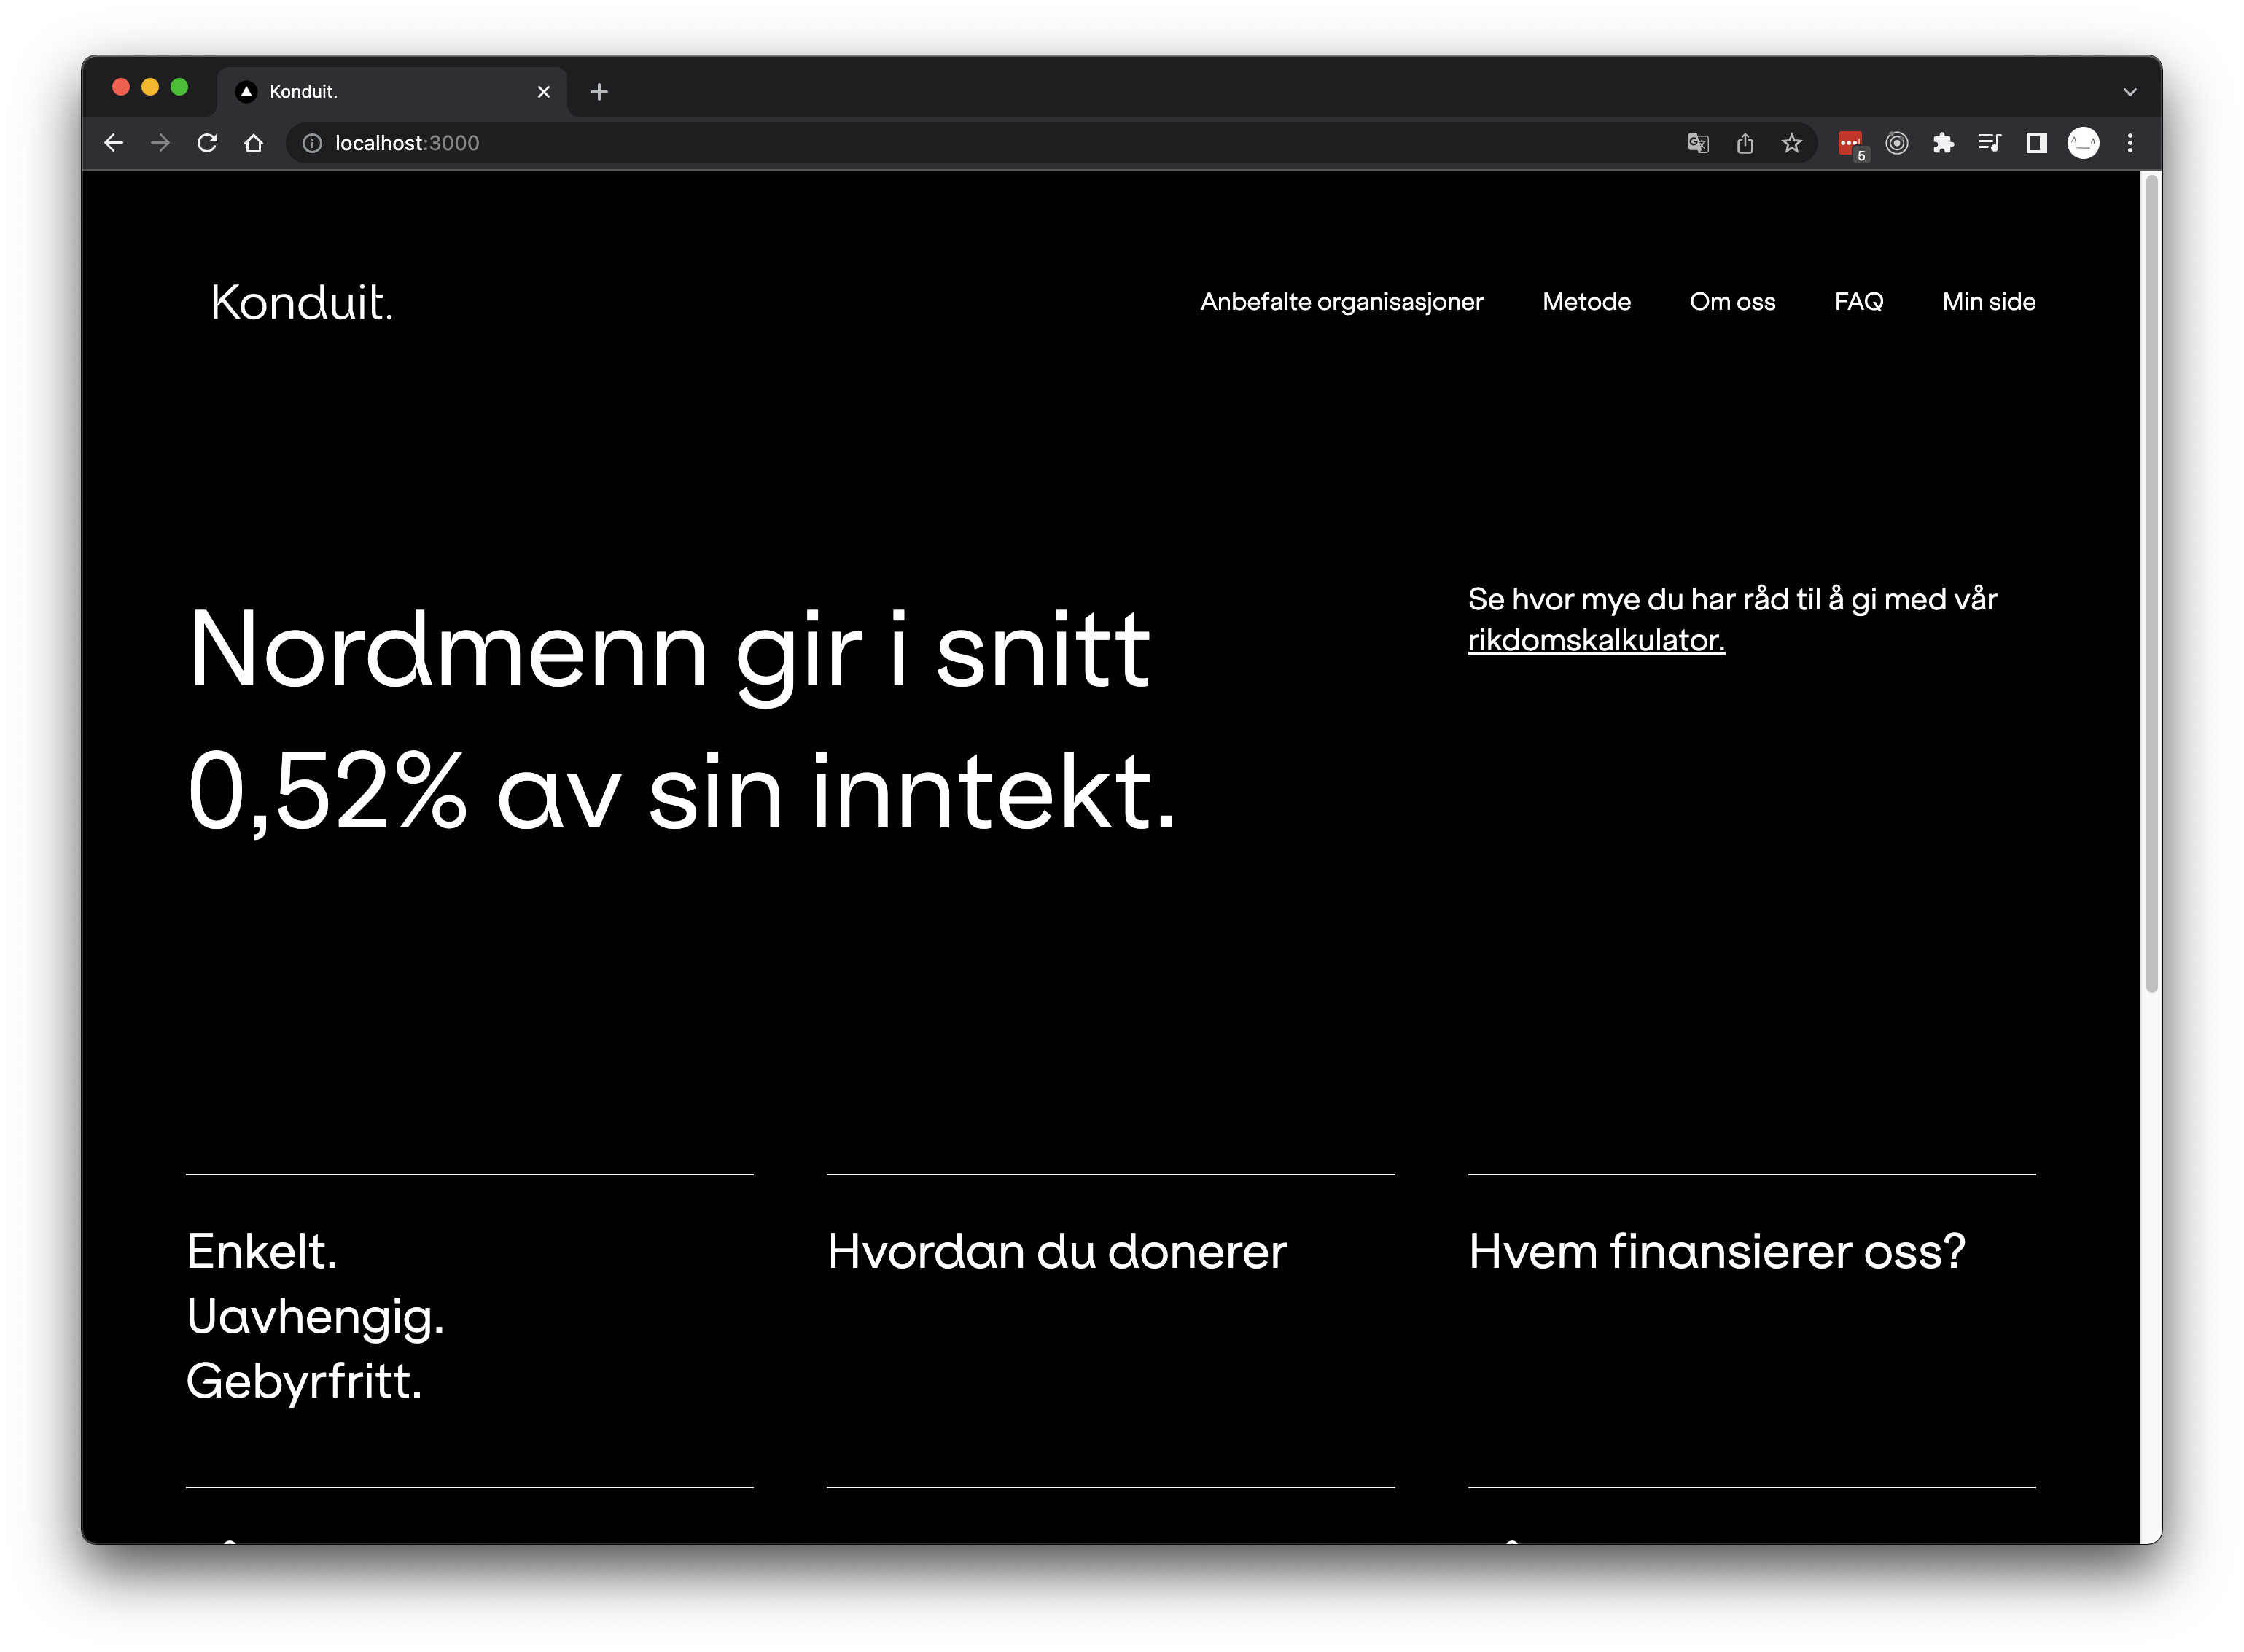 Konduit.
localhost:3000
5
Konduit.
Anbefalte organisasjoner Metode Om oss FAQ Min side
Nordmenn gir i snitt
0,52% av sin inntekt.
Se hvor mye du har råd til å gi med vår
rikdomskalkulator.
Enkelt.
Uavhengig.
Gebyrfritt.
Hvordan du donerer
Hvem finansierer oss?